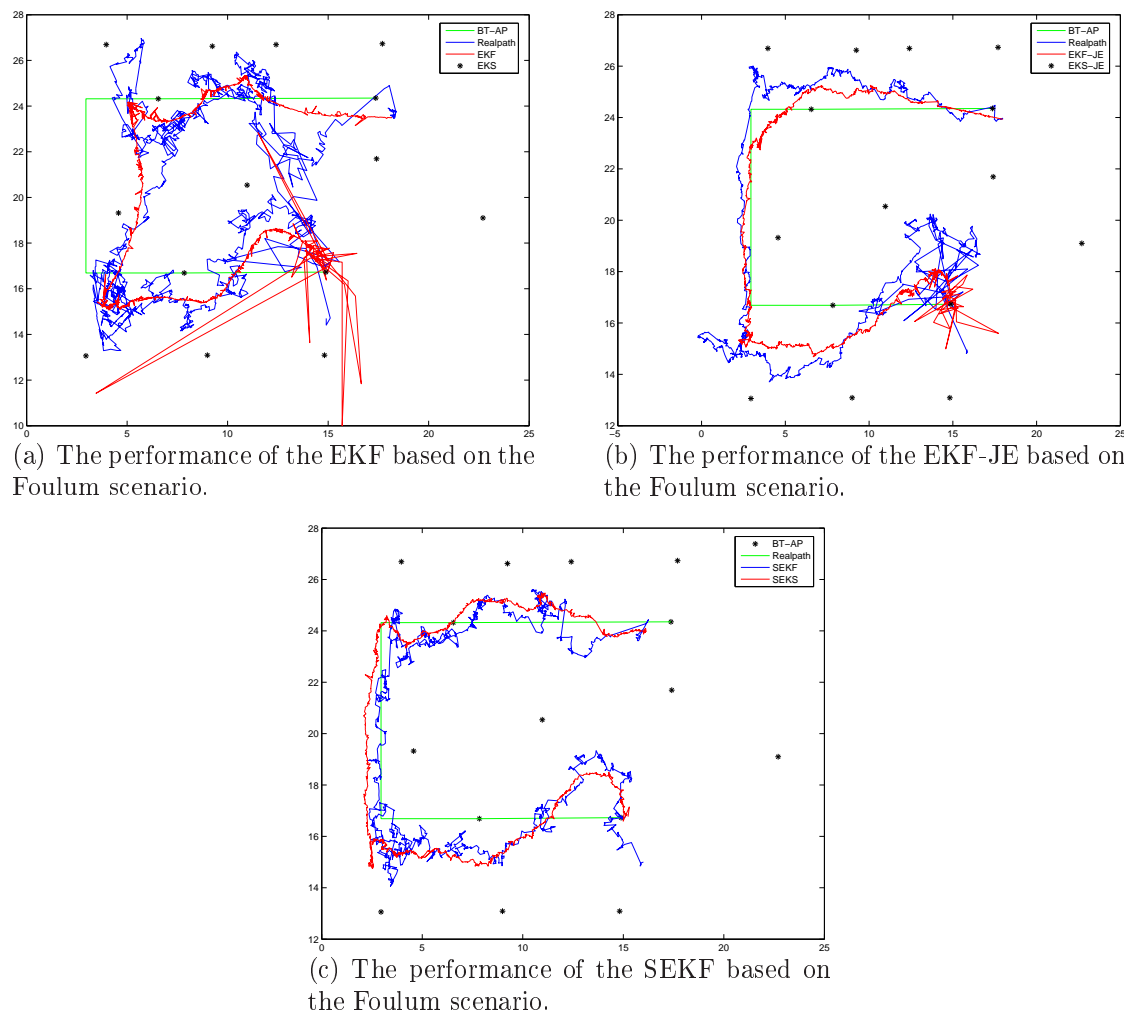 28
26
24
22
20
18
16
14
12
10
0
5
10
15
20
25
BT−AP
Realpath
EKF
EKS
(a) The performance of the EKF based on the
Foulum scenario.
28
26
24
22
20
18
16
14
12
−5
0
5
10
15
20
25
BT−AP
Realpath
EKF−JE
EKS−JE
(b) The performance of the EKF-JE based on
the Foulum scenario.
28
26
24
22
20
18
16
14
12
0
5
10
15
20
25
BT−AP
Realpath
SEKF
SEKS
(c) The performance of the SEKF based on
the Foulum scenario.